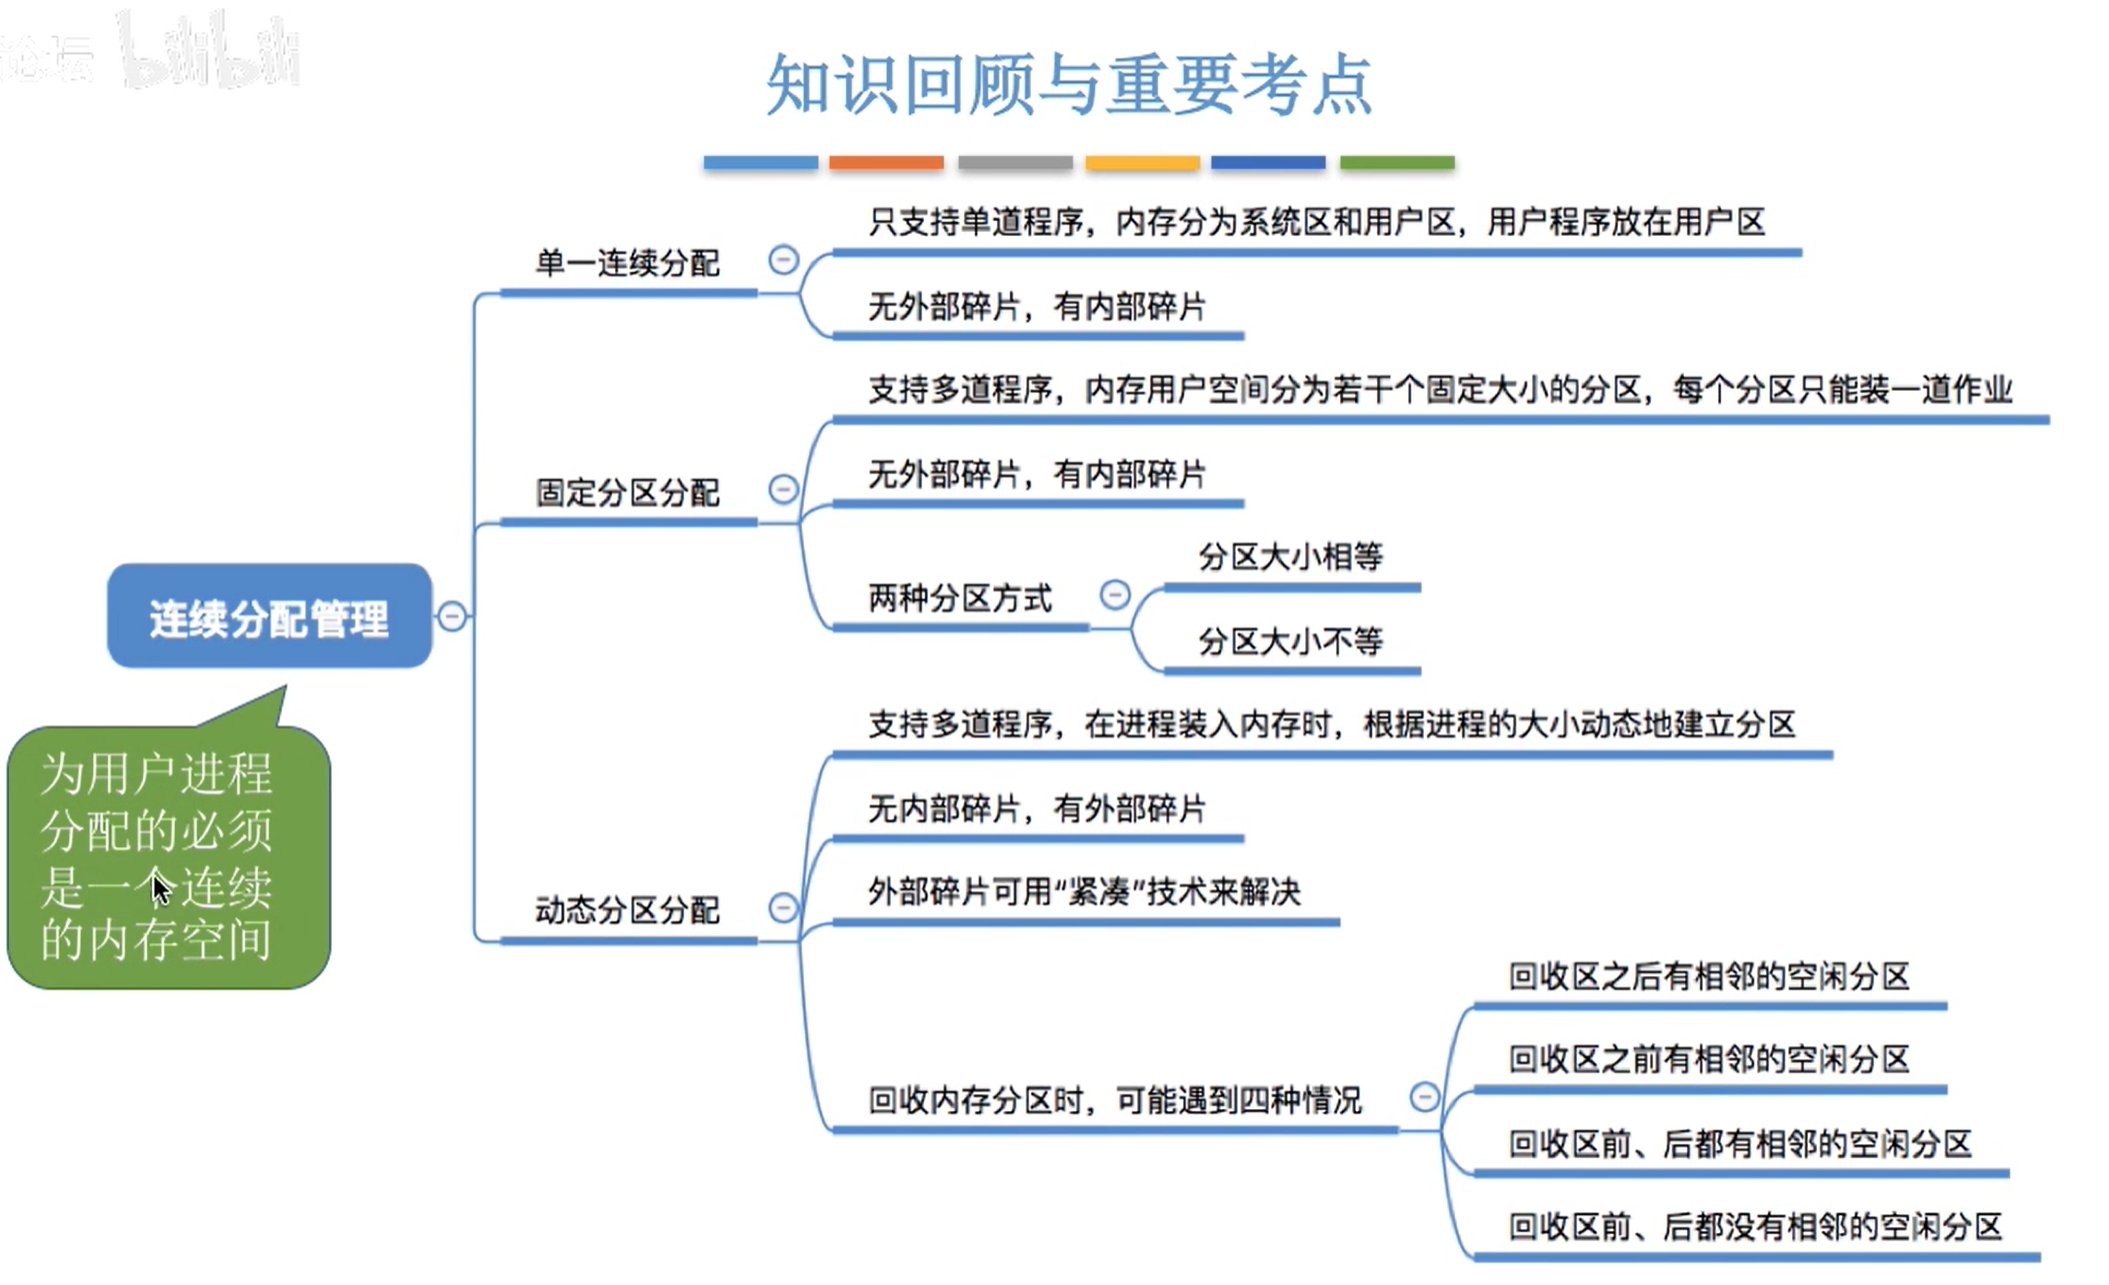 论坛 bilibili
知识回顾与重要考点
连续分配管理
为用户进程
分配的必须
是一个连续
的内存空间
单一连续分配
只支持单道程序，内存分为系统区和用户区，用户程序放在用户区
无外部碎片，有内部碎片
固定分区分配
支持多道程序，内存用户空间分为若干个固定大小的分区，每个分区只能装一道作业
无外部碎片，有内部碎片
两种分区方式
分区大小相等
分区大小不等
动态分区分配
支持多道程序，在进程装入内存时，根据进程的大小动态地建立分区
无内部碎片，有外部碎片
外部碎片可用“紧凑”技术来解决
回收内存分区时，可能遇到四种情况
回收区之后有相邻的空闲分区
回收区之前有相邻的空闲分区
回收区前、后都有相邻的空闲分区
回收区前、后都没有相邻的空闲分区